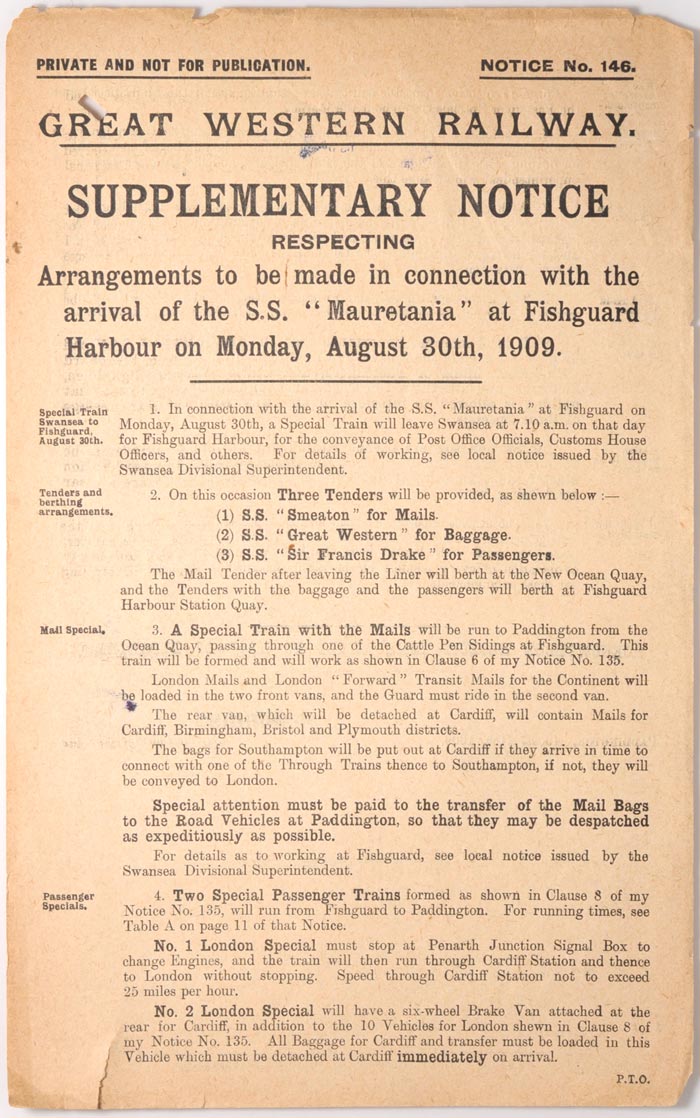 PRIVATE AND NOT FOR PUBLICATION.
NOTICE No. 146.
GREAT WESTERN RAILWAY.
SUPPLEMENTARY NOTICE
RESPECTING
Arrangements to be made in connection with the
arrival of the S.S. "Mauretania" at Fishguard
Harbour on Monday, August 30th, 1909.
Special Train
Swansea to
Fishguard,
August 30th.
1. In connection with the arrival of the S.S. "Mauretania" at Fishguard on
Monday, August 30th, a Special Train will leave Swansea at 7.10 a.m. on that day
for Fishguard Harbour, for the conveyance of Post Office Officials, Customs House
Officers, and others. For details of working, see local notice issued by the
Swansea Divisional Superintendent.
Tenders and
berthing
arrangements.
2. On this occasion Three Tenders will be provided, as shewn below :—
(1) S.S. "Smeaton" for Mails.
(2) S.S. "Great Western" for Baggage.
(3) S.S. "Sir Francis Drake" for Passengers.
The Mail Tender after leaving the Liner will berth at the New Ocean Quay,
and the Tenders with the baggage and the passengers will berth at Fishguard
Harbour Station Quay.
Mail Special.
3. A Special Train with the Mails will be run to Paddington from the
Ocean Quay, passing through one of the Cattle Pen Sidings at Fishguard. This
train will be formed and will work as shown in Clause 6 of my Notice No. 135.
London Mails and London "Forward" Transit Mails for the Continent will
be loaded in the two front vans, and the Guard must ride in the second van.
The rear van, which will be detached at Cardiff, will contain Mails for
Cardiff, Birmingham, Bristol and Plymouth districts.
The bags for Southampton will be put out at Cardiff if they arrive in time to
connect with one of the Through Trains thence to Southampton, if not, they will
be conveyed to London.
Special attention must be paid to the transfer of the Mail Bags
to the Road Vehicles at Paddington, so that they may be despatched
as expeditiously as possible.
For details as to working at Fishguard, see local notice issued by the
Swansea Divisional Superintendent.
Passenger
Specials.
4. Two Special Passenger Trains formed as shown in Clause 8 of my
Notice No. 135, will run from Fishguard to Paddington. For running times, see
Table A on page 11 of that Notice.
No. 1 London Special must stop at Penarth Junction Signal Box to
change Engines, and the train will then run through Cardiff Station and thence
to London without stopping. Speed through Cardiff Station not to exceed
25 miles per hour.
No. 2 London Special will have a six-wheel Brake Van attached at the
rear for Cardiff, in addition to the 10 Vehicles for London shewn in Clause 8 of
my Notice No. 135. All Baggage for Cardiff and transfer must be loaded in this
Vehicle which must be detached at Cardiff immediately on arrival.
P.T.O.